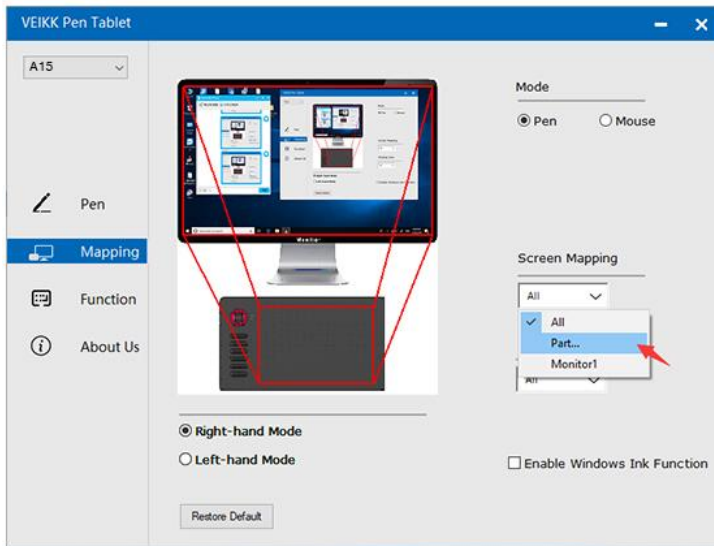 VEIKK Pen Tablet
A15
Pen
Mapping
Function
About Us
Monitor
Right-hand Mode
Left-hand Mode
Restore Default
Mode
Pen
Mouse
Screen Mapping
All
All
Part...
Monitor1
All
Enable Windows Ink Function